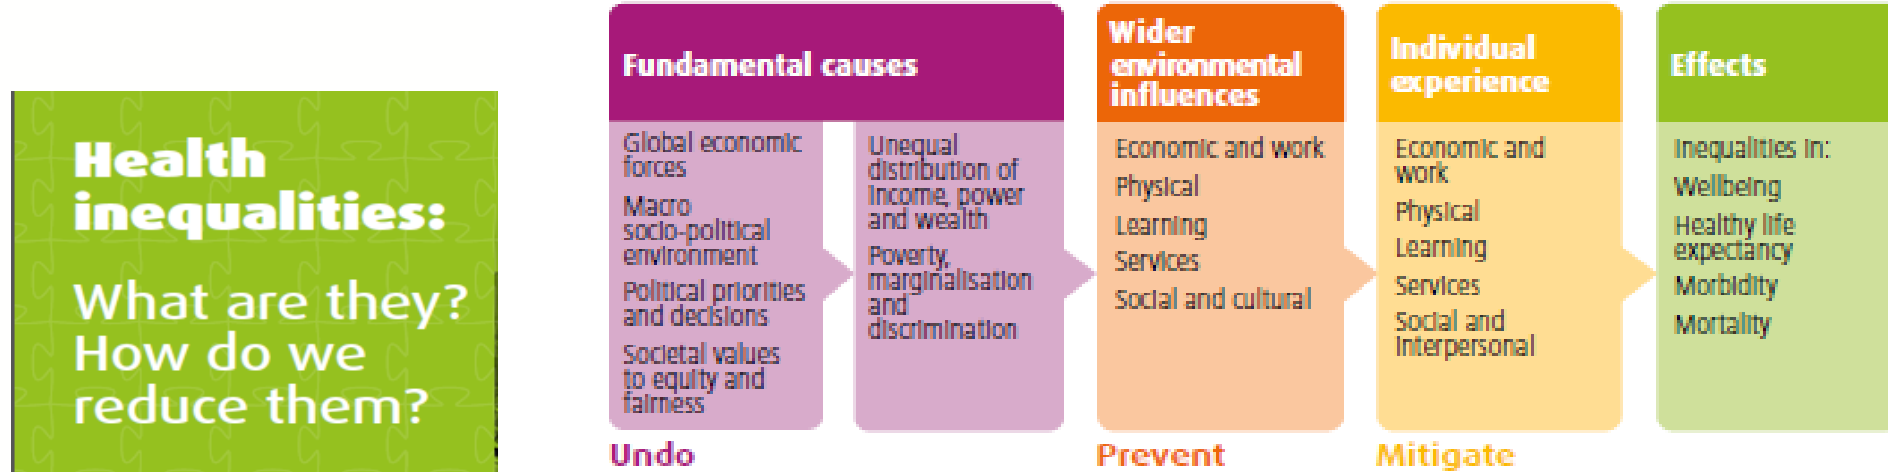 Health
inequalities:
What are they?
How do we
reduce them?
Fundamental causes
Global economic
forces
Macro
socio-political
environment
Political priorities
and decisions
Societal values
to equity and
fairness
Unequal
distribution of
income, power
and wealth
Poverty,
marginalisation
and
discrimination
Undo
Wider
environmental
influences
Economic and work
Physical
Learning
Services
Social and cultural
Prevent
Individual
experience
Economic and
work
Physical
Learning
Services
Social and
interpersonal
Mitigate
Effects
Inequalities in:
Wellbeing
Healthy life
expectancy
Morbidity
Mortality